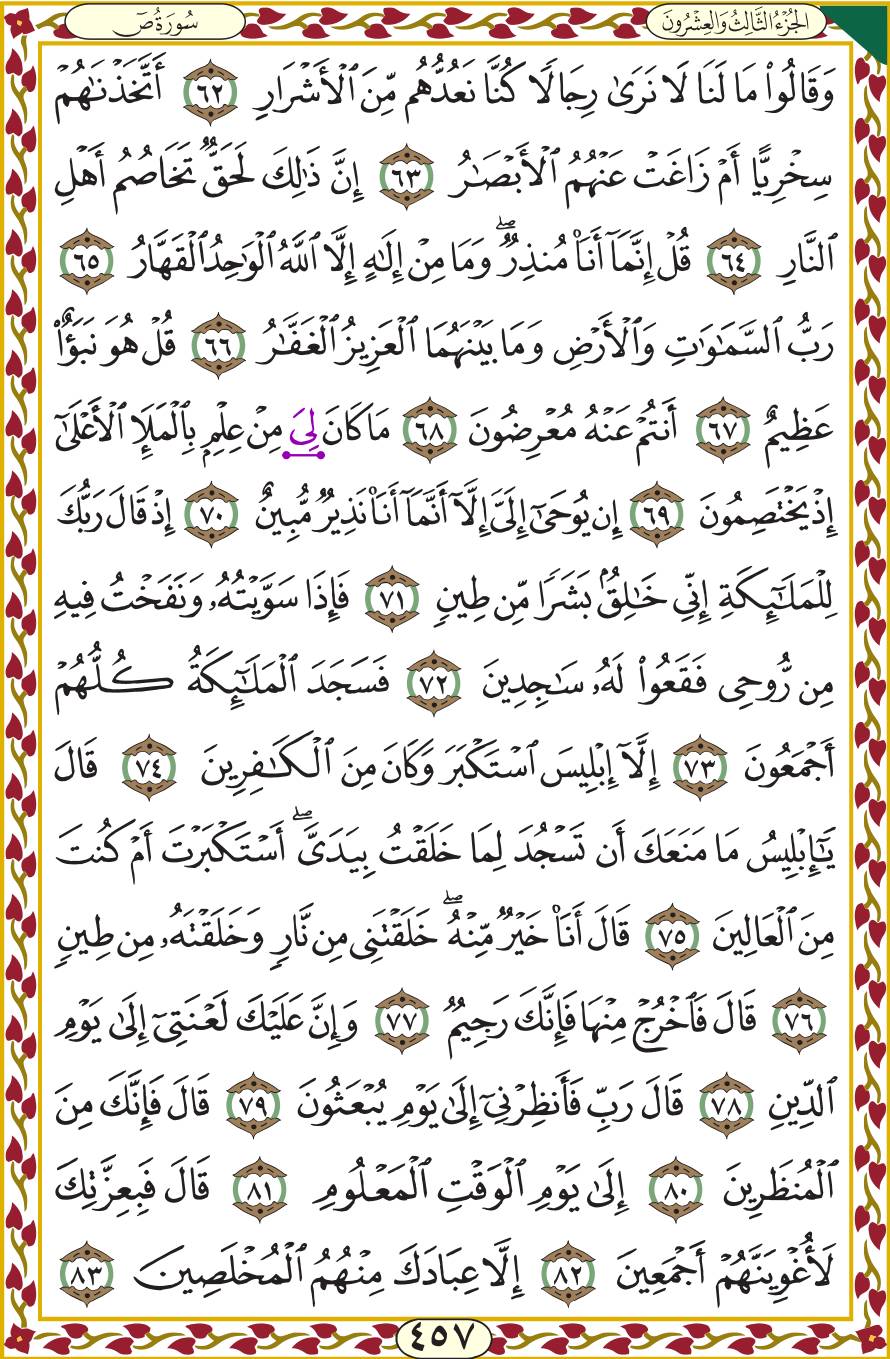 الجُزْءُ الثَّالِثُ وَالعِشْرُونَ
سُورَةُ صٓ
وَقَالُوا۟ مَا لَنَا لَا نَرَىٰ رِجَالًا كُنَّا نَعُدُّهُم مِّنَ ٱلْأَشْرَارِ ٦٢ أَتَّخَذْنَٰهُمْ
سِخْرِيًّا أَمْ زَاغَتْ عَنْهُمُ ٱلْأَبْصَٰرُ ٦٣ إِنَّ ذَٰلِكَ لَحَقٌّ تَخَاصُمُ أَهْلِ
ٱلنَّارِ ٦٤ قُلْ إِنَّمَآ أَنَا۠ مُنذِرٌ ۖ وَمَا مِنْ إِلَٰهٍ إِلَّا ٱللَّهُ ٱلْوَٰحِدُ ٱلْقَهَّارُ ٦٥
رَبُّ ٱلسَّمَٰوَٰتِ وَٱلْأَرْضِ وَمَا بَيْنَهُمَا ٱلْعَزِيزُ ٱلْغَفَّٰرُ ٦٦ قُلْ هُوَ نَبَؤٌا۟
عَظِيمٌ ٦٧ أَنتُمْ عَنْهُ مُعْرِضُونَ ٦٨ مَا كَانَ لِىَ مِنْ عِلْمٍۭ بِٱلْمَلَإِ ٱلْأَعْلَىٰٓ
إِذْ يَخْتَصِمُونَ ٦٩ إِن يُوحَىٰٓ إِلَىَّ إِلَّآ أَنَّمَآ أَنَا۠ نَذِيرٌ مُّبِينٌ ٧٠ إِذْ قَالَ رَبُّكَ
لِلْمَلَٰٓئِكَةِ إِنِّى خَٰلِقٌۢ بَشَرًا مِّن طِينٍ ٧١ فَإِذَا سَوَّيْتُهُۥ وَنَفَخْتُ فِيهِ
مِن رُّوحِى فَقَعُوا۟ لَهُۥ سَٰجِدِينَ ٧٢ فَسَجَدَ ٱلْمَلَٰٓئِكَةُ كُلُّهُمْ
أَجْمَعُونَ ٧٣ إِلَّآ إِبْلِيسَ ٱسْتَكْبَرَ وَكَانَ مِنَ ٱلْكَٰفِرِينَ ٧٤ قَالَ
يَٰٓإِبْلِيسُ مَا مَنَعَكَ أَن تَسْجُدَ لِمَا خَلَقْتُ بِيَدَىَّ ۖ أَسْتَكْبَرْتَ أَمْ كُنتَ
مِنَ ٱلْعَالِينَ ٧٥ قَالَ أَنَا۠ خَيْرٌ مِّنْهُ ۖ خَلَقْتَنِى مِن نَّارٍ وَخَلَقْتَهُۥ مِن طِينٍ
٧٦ قَالَ فَٱخْرُجْ مِنْهَا فَإِنَّكَ رَجِيمٌ ٧٧ وَإِنَّ عَلَيْكَ لَعْنَتِىٓ إِلَىٰ يَوْمِ
ٱلدِّينِ ٧٨ قَالَ رَبِّ فَأَنظِرْنِىٓ إِلَىٰ يَوْمِ يُبْعَثُونَ ٧٩ قَالَ فَإِنَّكَ مِنَ
ٱلْمُنظَرِينَ ٨٠ إِلَىٰ يَوْمِ ٱلْوَقْتِ ٱلْمَعْلُومِ ٨١ قَالَ فَبِعِزَّتِكَ
لَأُغْوِيَنَّهُمْ أَجْمَعِينَ ٨٢ إِلَّا عِبَادَكَ مِنْهُمُ ٱلْمُخْلَصِينَ ٨٣
٤٥٧